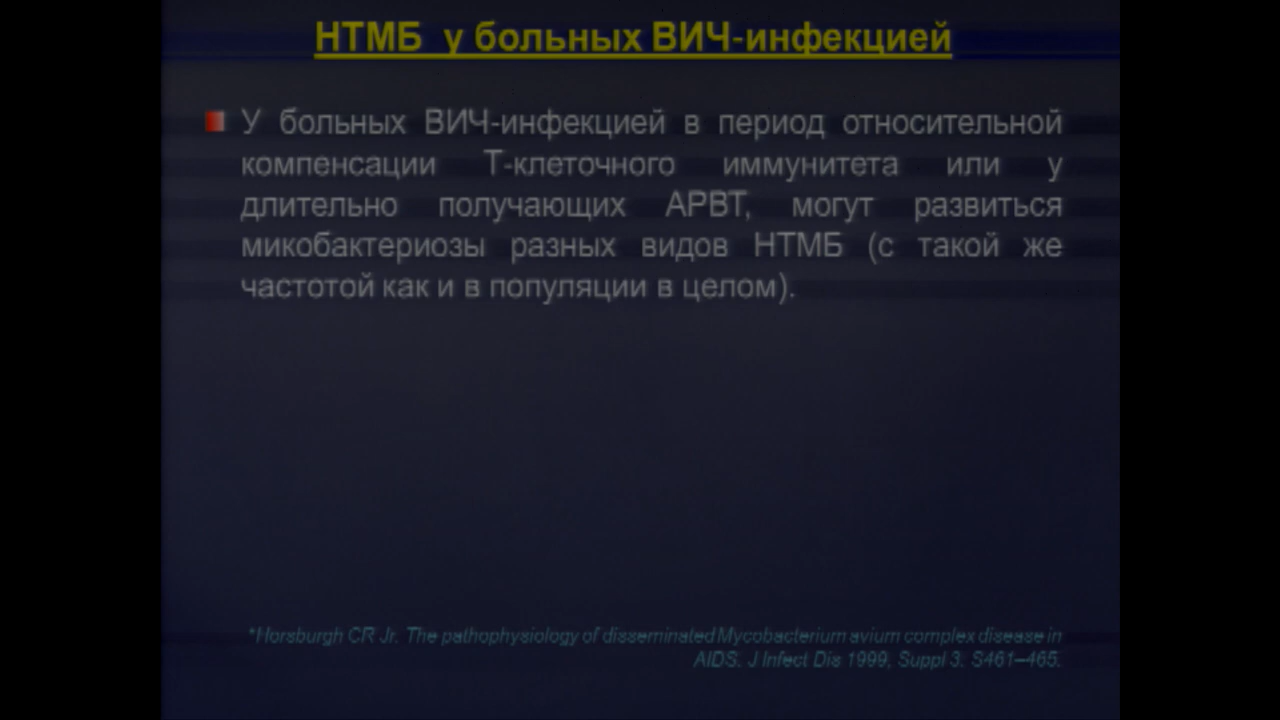 НТМБ у больных ВИЧ-инфекцией
У больных ВИЧ-инфекцией в период относительной
компенсации Т-клеточного иммунитета или у
длительно получающих АРВТ, могут развиться
микобактериозы разных видов НТМБ (с такой же
частотой как и в популяции в целом).
*Horsburgh CR Jr. The pathophysiology of disseminated Mycobacterium avium complex disease in
AIDS. J Infect Dis 1999, Suppl 3: S461–465.